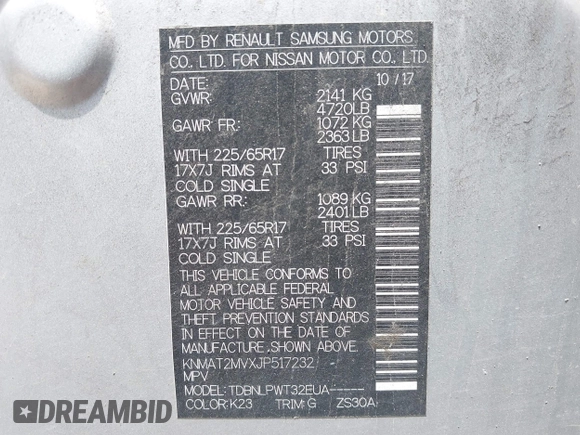 MFD BY RENAULT SAMSUNG MOTORS
CO., LTD. FOR NISSAN MOTOR CO., LTD.
DATE: 10 / 17
GVWR: 2141 KG
4720LB
GAWR FR: 1072 KG
2363LB
WITH 225/65R17 TIRES
17X7J RIMS AT 33 PSI
COLD SINGLE
GAWR RR: 1089 KG
2401LB
WITH 225/65R17 TIRES
17X7J RIMS AT 33 PSI
COLD SINGLE
THIS VEHICLE CONFORMS TO
ALL APPLICABLE FEDERAL
MOTOR VEHICLE SAFETY AND
THEFT PREVENTION STANDARDS
IN EFFECT ON THE DATE OF
MANUFACTURE.SHOWN ABOVE.
KNMAT2MVXJP517232
MPV
MODEL: TDBNLPWT32EUA-----
COLOR: K23 TRIM: G ZS30A
DEALERSHIPS.COM